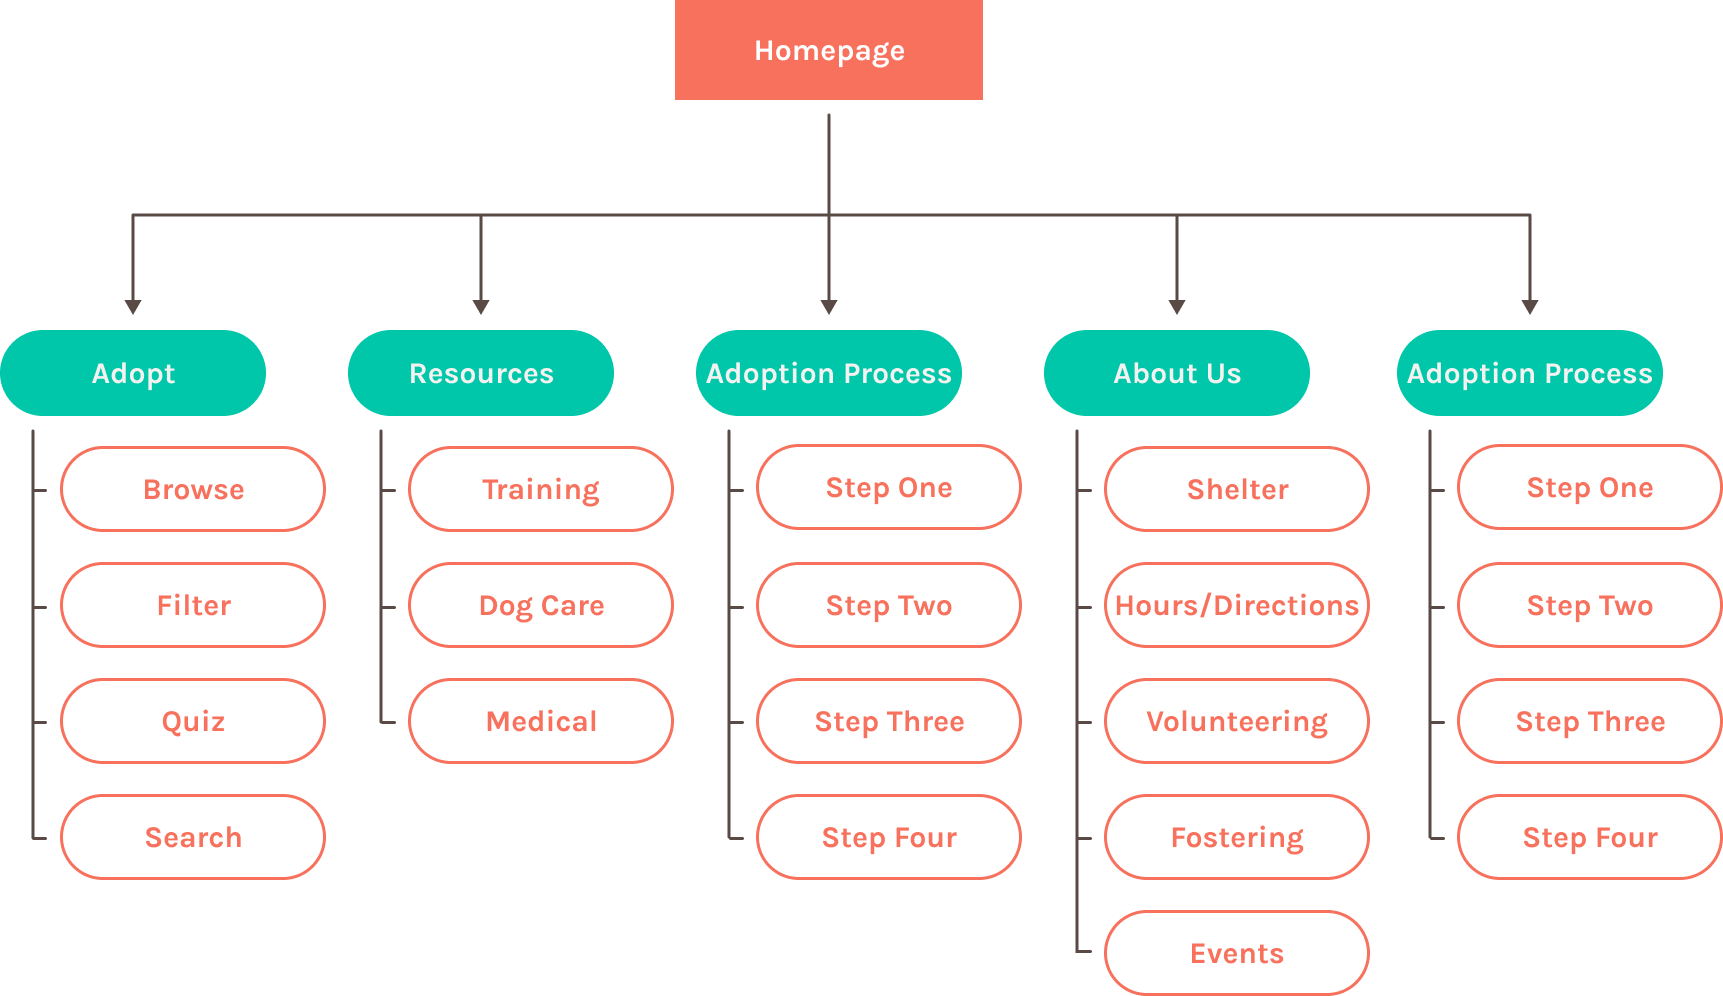 Homepage
Adopt
Browse
Filter
Quiz
Search
Resources
Training
Dog Care
Medical
Adoption Process
Step One
Step Two
Step Three
Step Four
About Us
Shelter
Hours/Directions
Volunteering
Fostering
Events
Adoption Process
Step One
Step Two
Step Three
Step Four